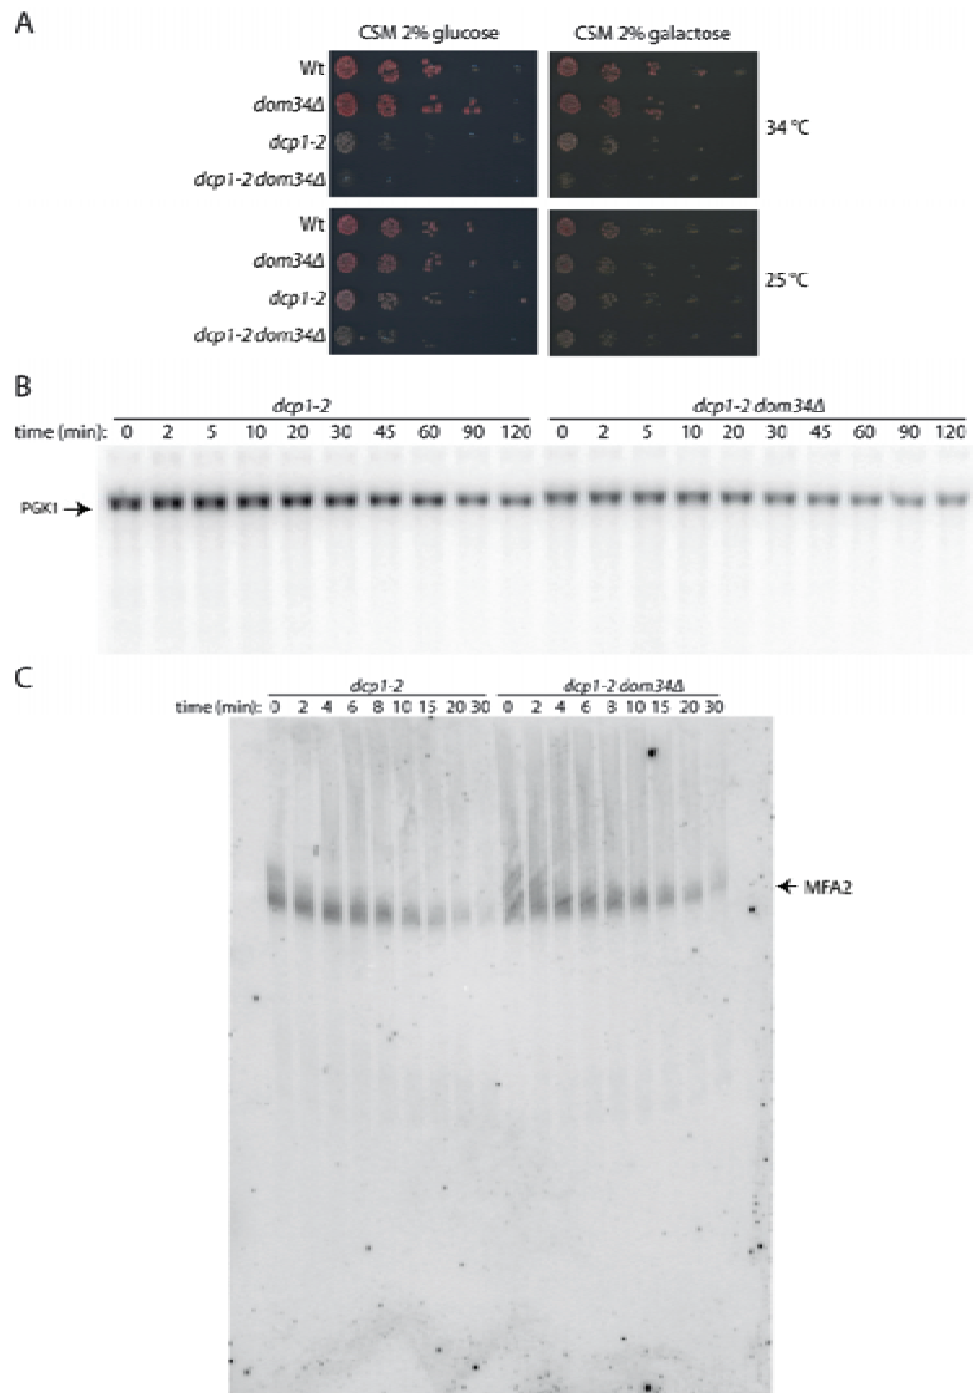 A
CSM 2% glucose CSM 2% galactose
Wt
dom34Δ
dcp1-2
dcp1-2 dom34Δ
34 °C
Wt
dom34Δ
dcp1-2
dcp1-2 dom34Δ
25 °C
B
dcp1-2 dcp1-2 dom34Δ
time (min): 0 2 5 10 20 30 45 60 90 120 0 2 5 10 20 30 45 60 90 120
PGK1
C
dcp1-2 dcp1-2 dom34Δ
time (min): 0 2 4 6 8 10 15 20 30 0 2 4 6 8 10 15 20 30
MFA2